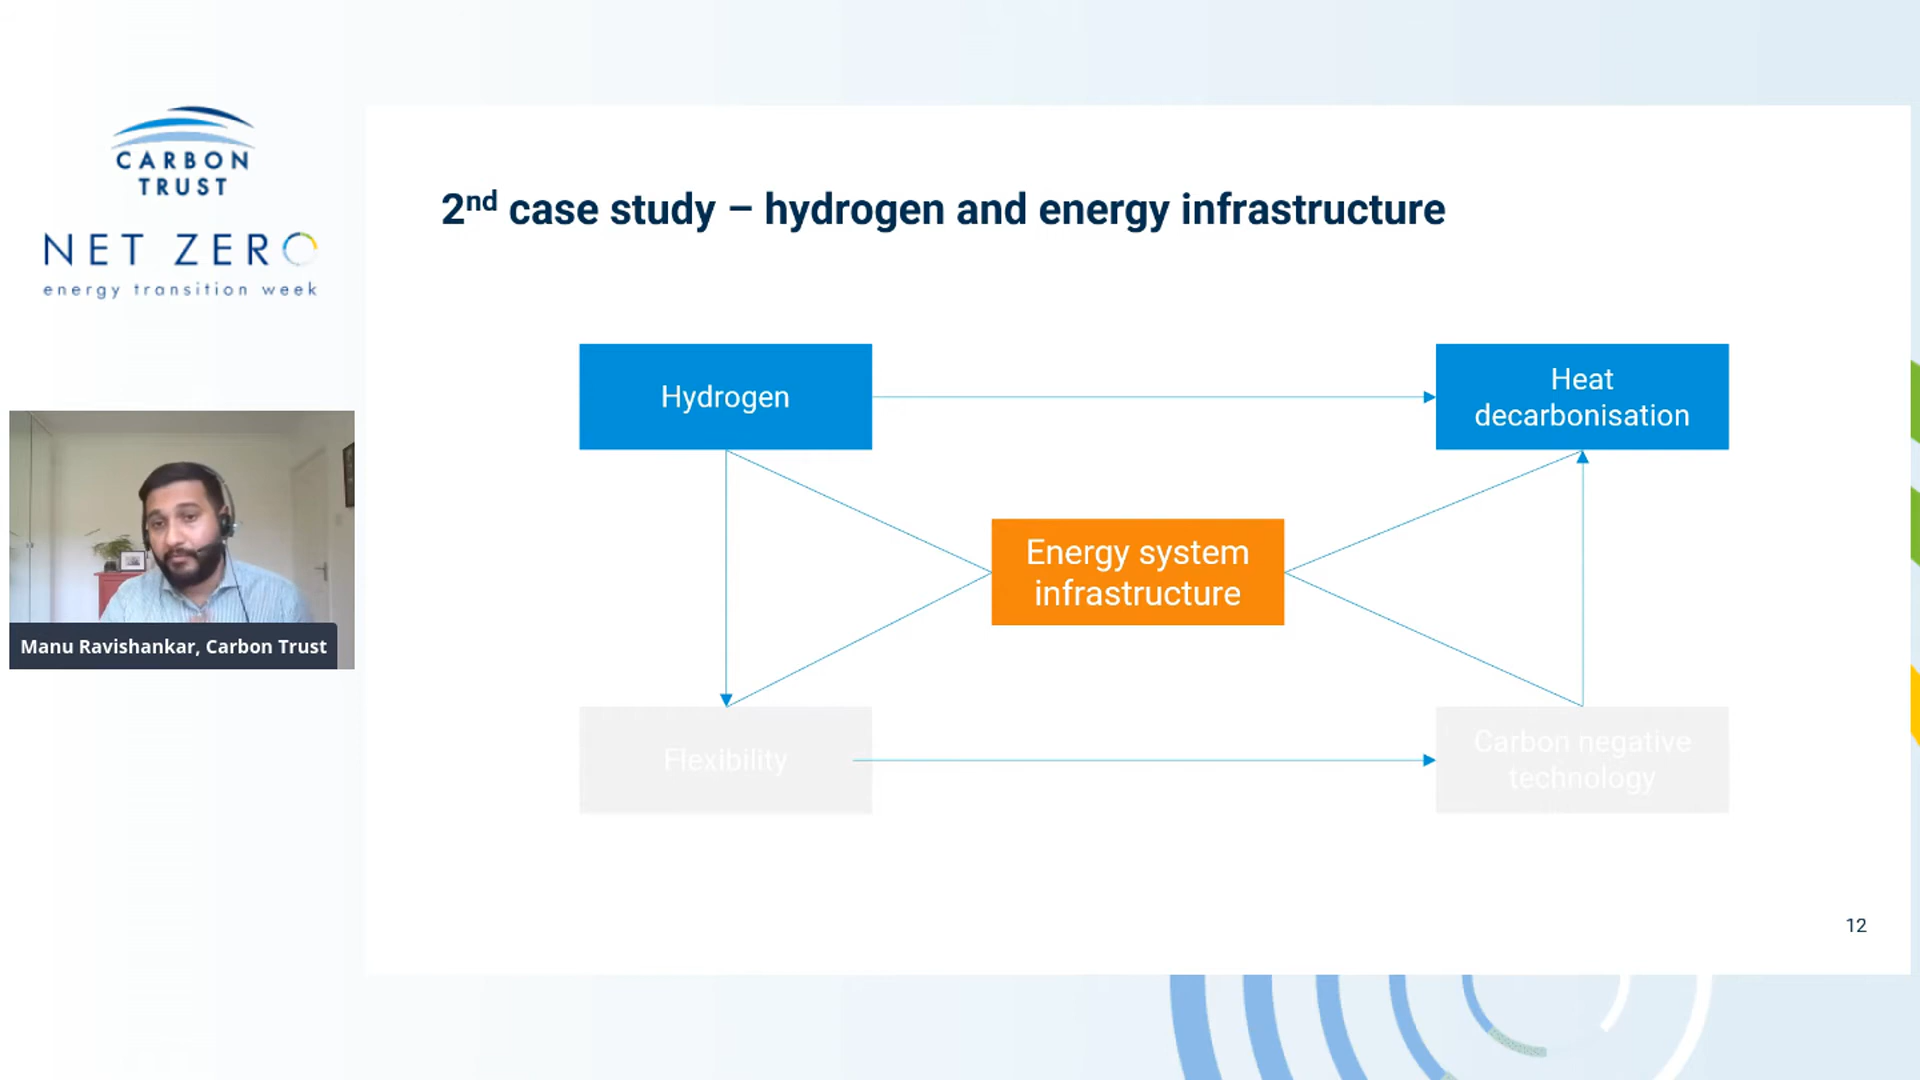 CARBON
TRUST
NET ZERO
energy transition week
Manu Ravishankar, Carbon Trust
2nd case study – hydrogen and energy infrastructure
Hydrogen
Heat
decarbonisation
Energy system
infrastructure
Flexibility
Carbon negative
technology
12